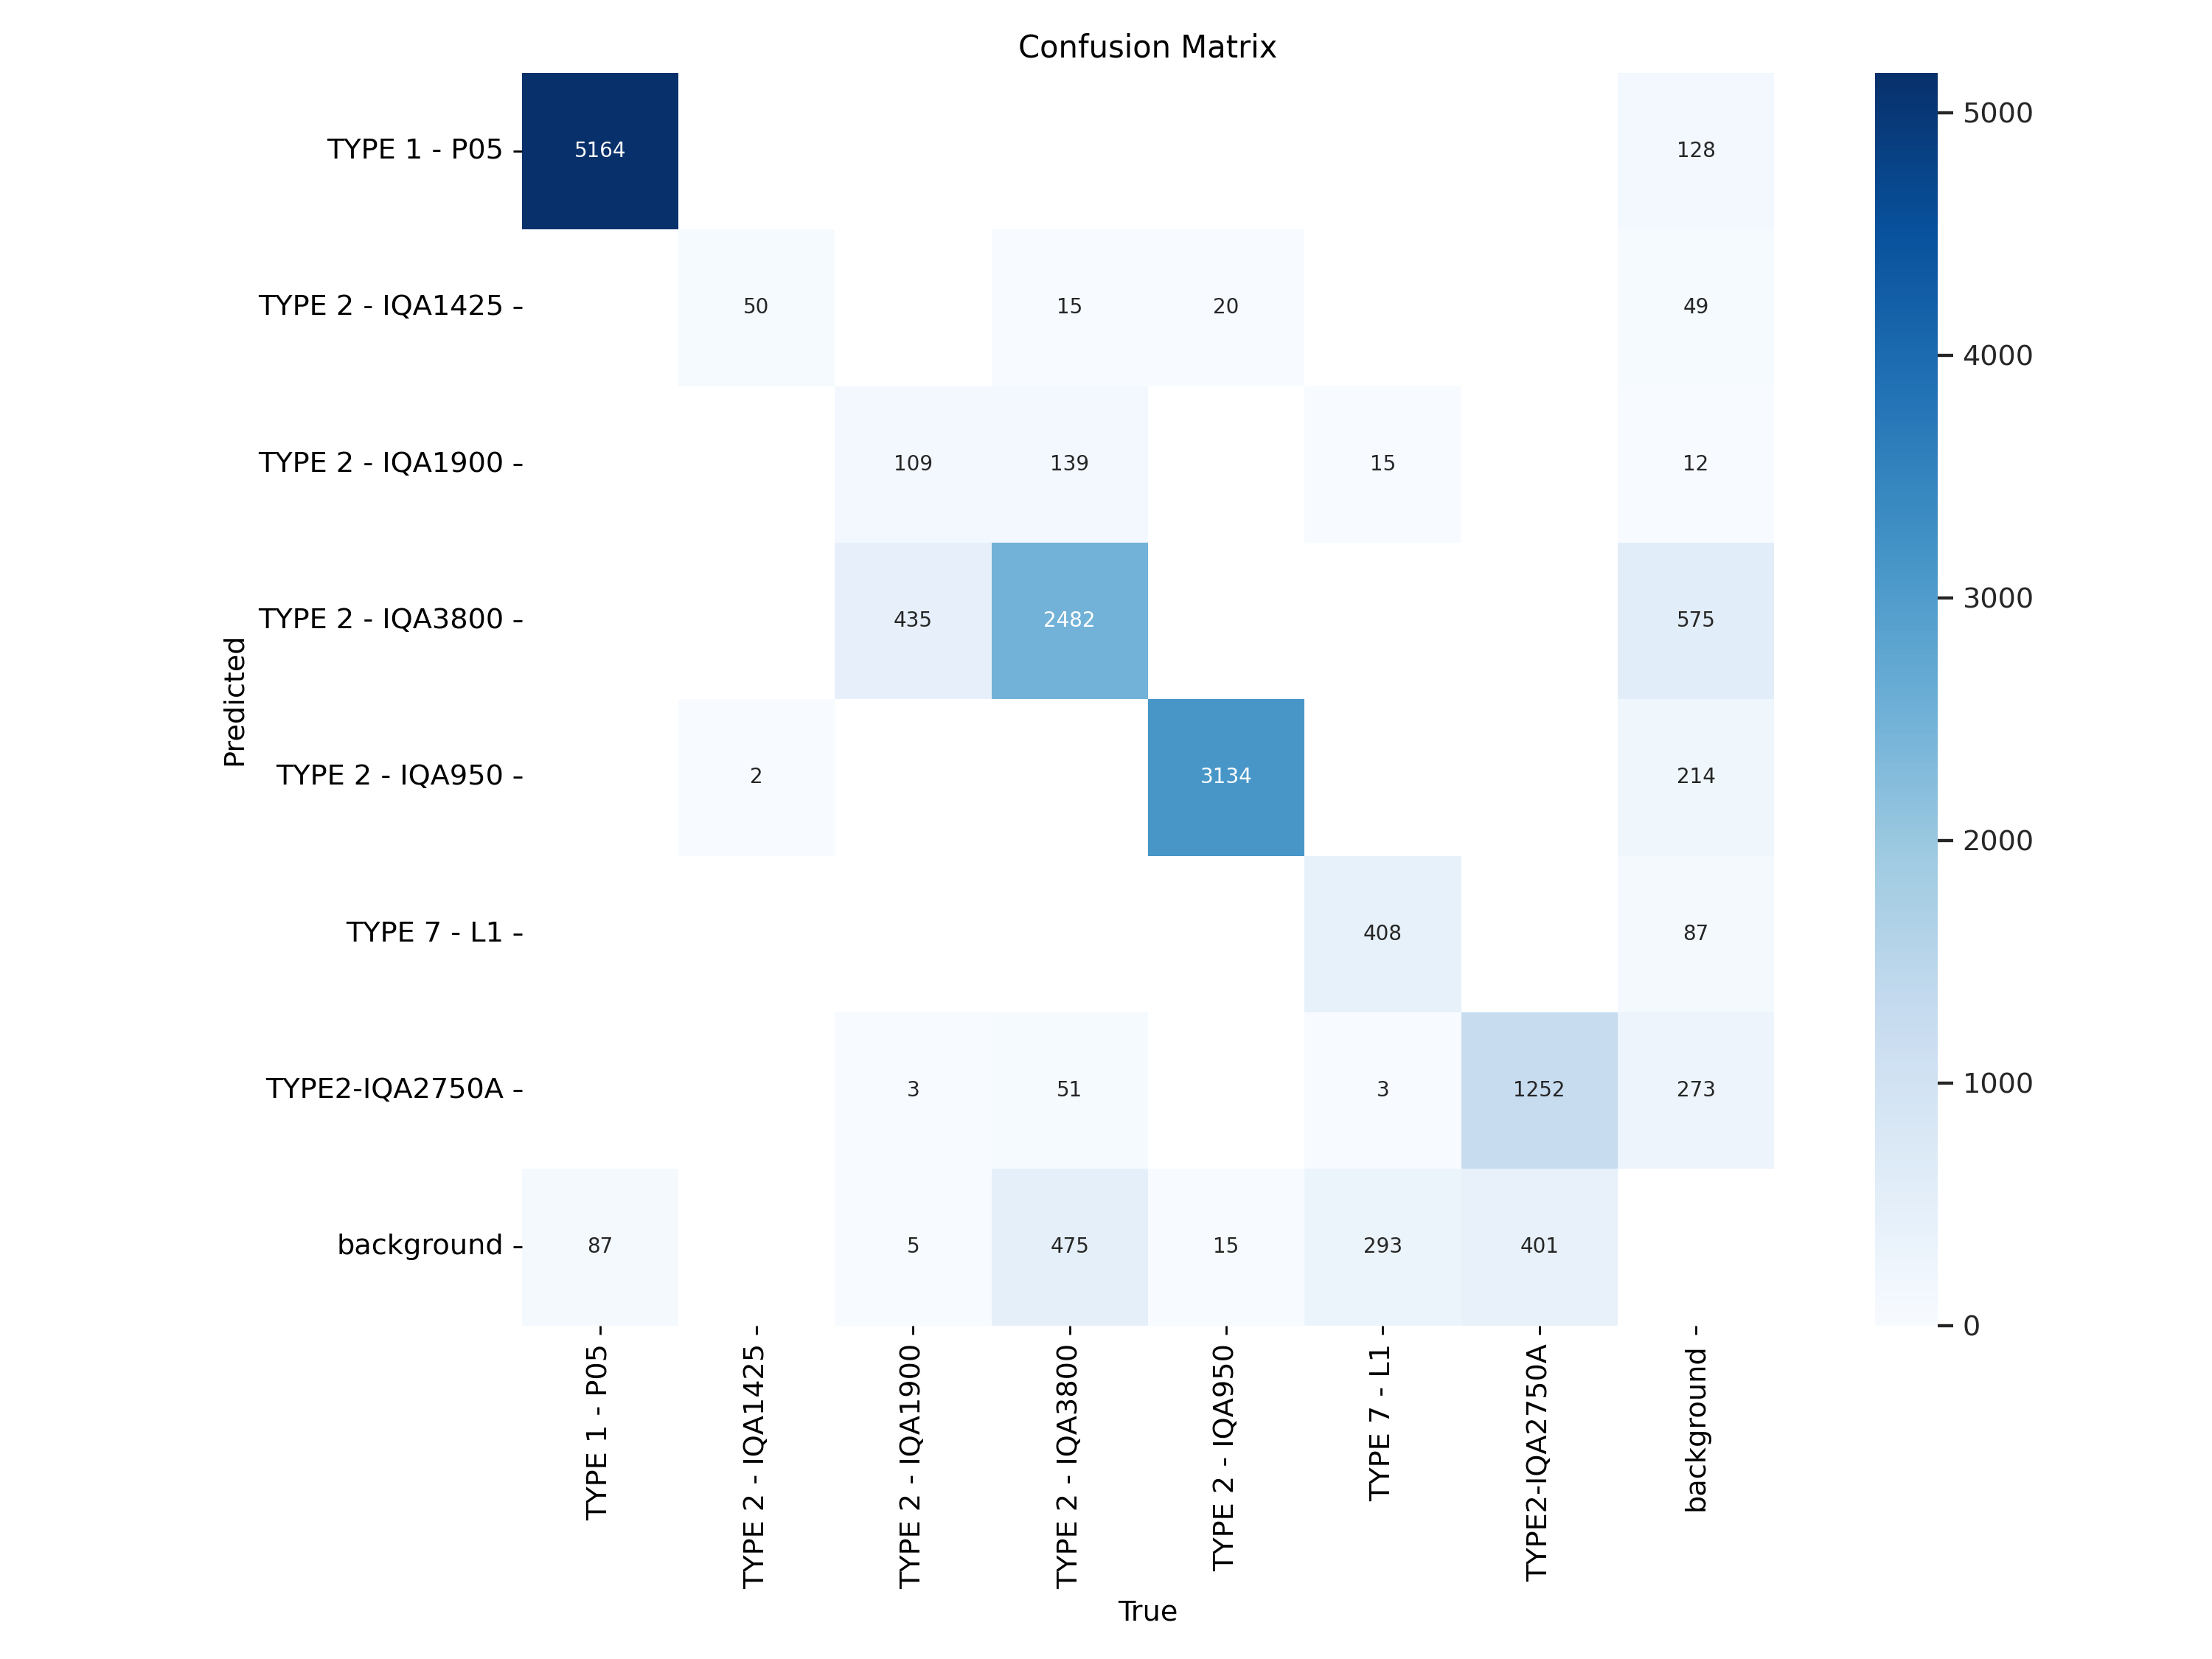 Confusion Matrix
TYPE 1 - P05 5164 128 5000
TYPE 2 - IQA1425 50 15 20 49 4000
TYPE 2 - IQA1900 109 139 15 12
TYPE 2 - IQA3800 435 2482 575 3000
Predicted
TYPE 2 - IQA950 2 3134 214 2000
TYPE 7 - L1 408 87
TYPE2-IQA2750A 3 51 3 1252 273 1000
background 87 5 475 15 293 401 0
TYPE 1 - P05
TYPE 2 - IQA1425
TYPE 2 - IQA1900
TYPE 2 - IQA3800
TYPE 2 - IQA950
TYPE 7 - L1
TYPE2-IQA2750A
background
True